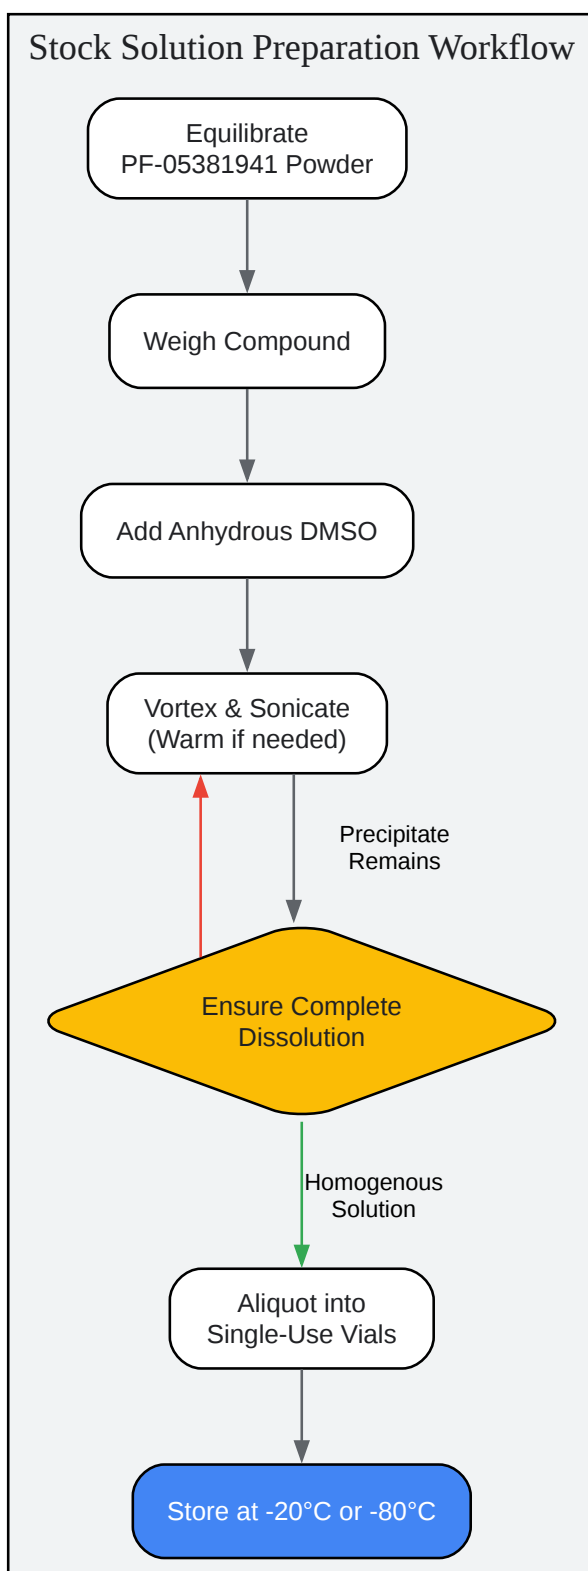 Stock Solution Preparation Workflow
Equilibrate
PF-05381941 Powder
Weigh Compound
Add Anhydrous DMSO
Vortex & Sonicate
(Warm if needed)
Precipitate
Remains
Ensure Complete
Dissolution
Homogenous
Solution
Aliquot into
Single-Use Vials
Store at -20°C or -80°C